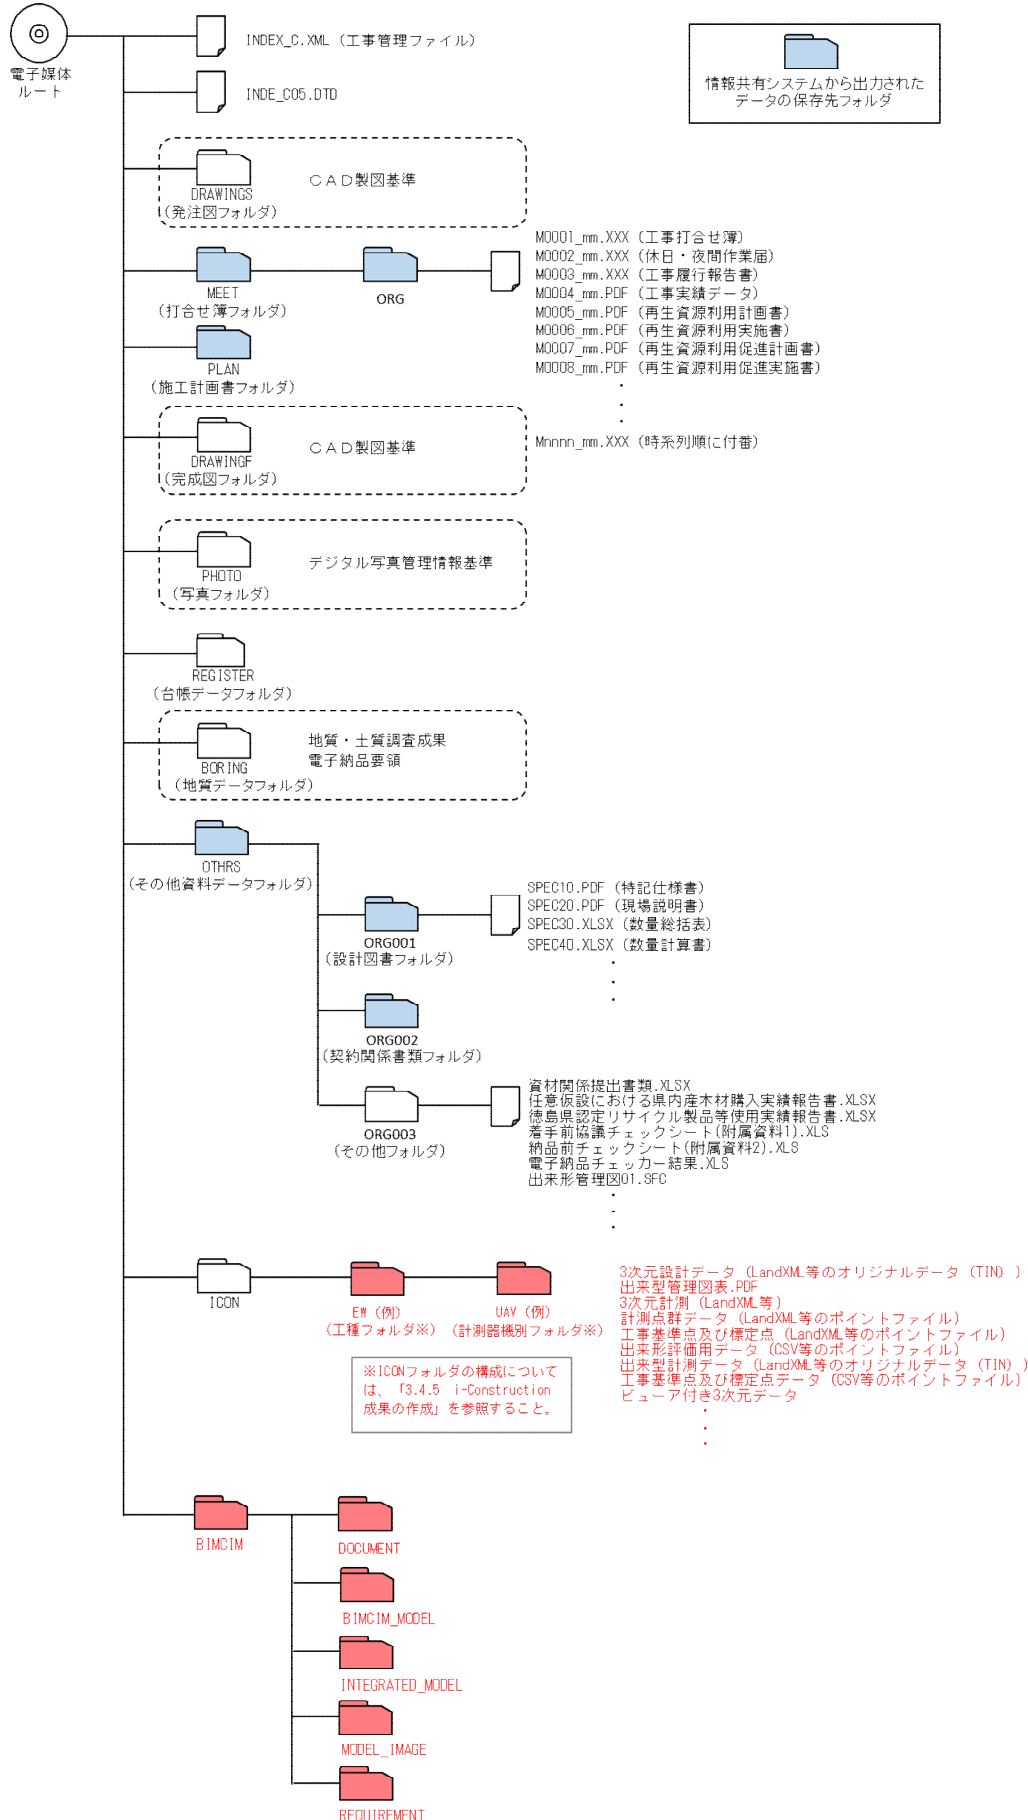 電子媒体
ルート
INDEX_C.XML（工事管理ファイル）
INDE_C05.DTD
情報共有システムから出力された
データの保存先フォルダ
ＣＡＤ製図基準
DRAWINGS
（発注図フォルダ）
MEET
（打合せ簿フォルダ）
ORG
M0001_mm.XXX（工事打合せ簿）
M0002_mm.XXX（休日・夜間作業届）
M0003_mm.XXX（工事履行報告書）
M0004_mm.PDF（工事実績データ）
M0005_mm.PDF（再生資源利用計画書）
M0006_mm.PDF（再生資源利用実施書）
M0007_mm.PDF（再生資源利用促進計画書）
M0008_mm.PDF（再生資源利用促進実施書）
・
・
・
Mnnnn_mm.XXX（時系列順に付番）
PLAN
（施工計画書フォルダ）
ＣＡＤ製図基準
DRAWINGF
（完成図フォルダ）
デジタル写真管理情報基準
PHOTO
（写真フォルダ）
REGISTER
（台帳データフォルダ）
地質・土質調査成果
電子納品要領
BORING
（地質データフォルダ）
OTHRS
（その他資料データフォルダ）
ORG001
（設計図書フォルダ）
SPEC10.PDF（特記仕様書）
SPEC20.PDF（現場説明書）
SPEC30.XLSX（数量総括表）
SPEC40.XLSX（数量計算書）
・
・
・
ORG002
（契約関係書類フォルダ）
ORG003
（その他フォルダ）
資材関係提出書類.XLSX
任意仮設における県内産木材購入実績報告書.XLSX
徳島県認定リサイクル製品等使用実績報告書.XLSX
着手前協議チェックシート(附属資料1).XLS
納品前チェックシート(附属資料2).XLS
電子納品チェッカー結果.XLS
出来形管理図01.SFC
・
・
・
ICON
EW（例）
（工種フォルダ※）
UAV（例）
（計測器機別フォルダ※）
3次元設計データ（LandXML等のオリジナルデータ（TIN））
出来型管理図表.PDF
3次元計測（LandXML等）
計測点群データ（LandXML等のポイントファイル）
工事基準点及び標定点（LandXML等のポイントファイル）
出来形評価用データ（CSV等のポイントファイル）
出来型計測データ（LandXML等のオリジナルデータ（TIN））
工事基準点及び標定点データ（CSV等のポイントファイル）
ビューア付き3次元データ
・
・
・
※ICONフォルダの構成について
は、「3.4.5 i-Construction
成果の作成」を参照すること。
BIMCIM
DOCUMENT
BIMCIM_MODEL
INTEGRATED_MODEL
MODEL_IMAGE
REQUIREMENT